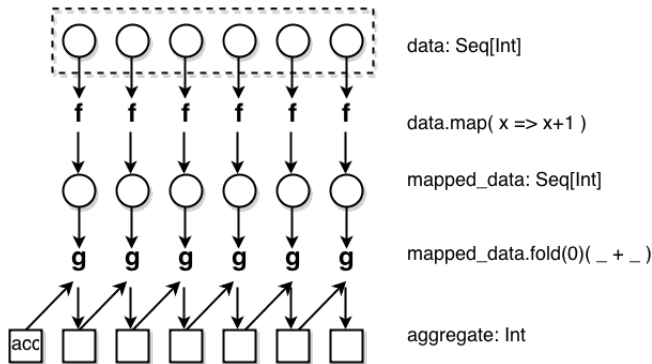 data: Seq[Int]
f f f f f f
data.map( x => x+1 )
mapped_data: Seq[Int]
g g g g g g
mapped_data.fold(0)( _ + _ )
acc
aggregate: Int